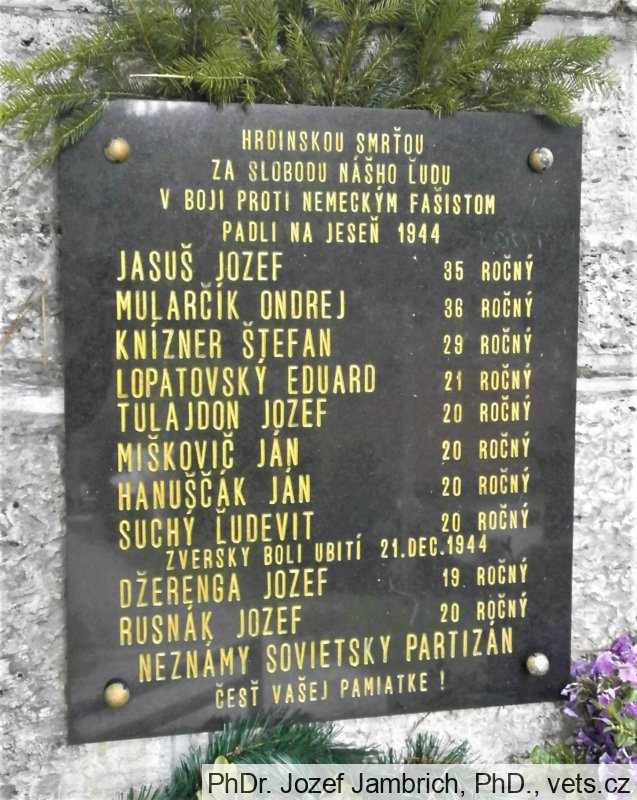 HRDINSKOU SMRŤOU
ZA SLOBODU NÁŠHO ĽUDU
V BOJI PROTI NEMECKÝM FAŠISTOM
PADLI NA JESEŇ 1944
JASUŠ JOZEF 35 ROČNÝ
MULARČÍK ONDREJ 36 ROČNÝ
KNÍZNER ŠTEFAN 29 ROČNÝ
LOPATOVSKÝ EDUARD 21 ROČNÝ
TULAJDON JOZEF 20 ROČNÝ
MIŠKOVIČ JÁN 20 ROČNÝ
HANUŠČÁK JÁN 20 ROČNÝ
SUCHÝ ĽUDEVIT 20 ROČNÝ
ZVERSKY BOLI UBITÍ 21.DEC.1944
DŽERENGA JOZEF 19 ROČNÝ
RUSNÁK JOZEF 20 ROČNÝ
NEZNÁMY SOVIETSKY PARTIZÁN
ČESŤ VAŠEJ PAMIATKE !
PhDr. Jozef Jambrich, PhD., vets.cz